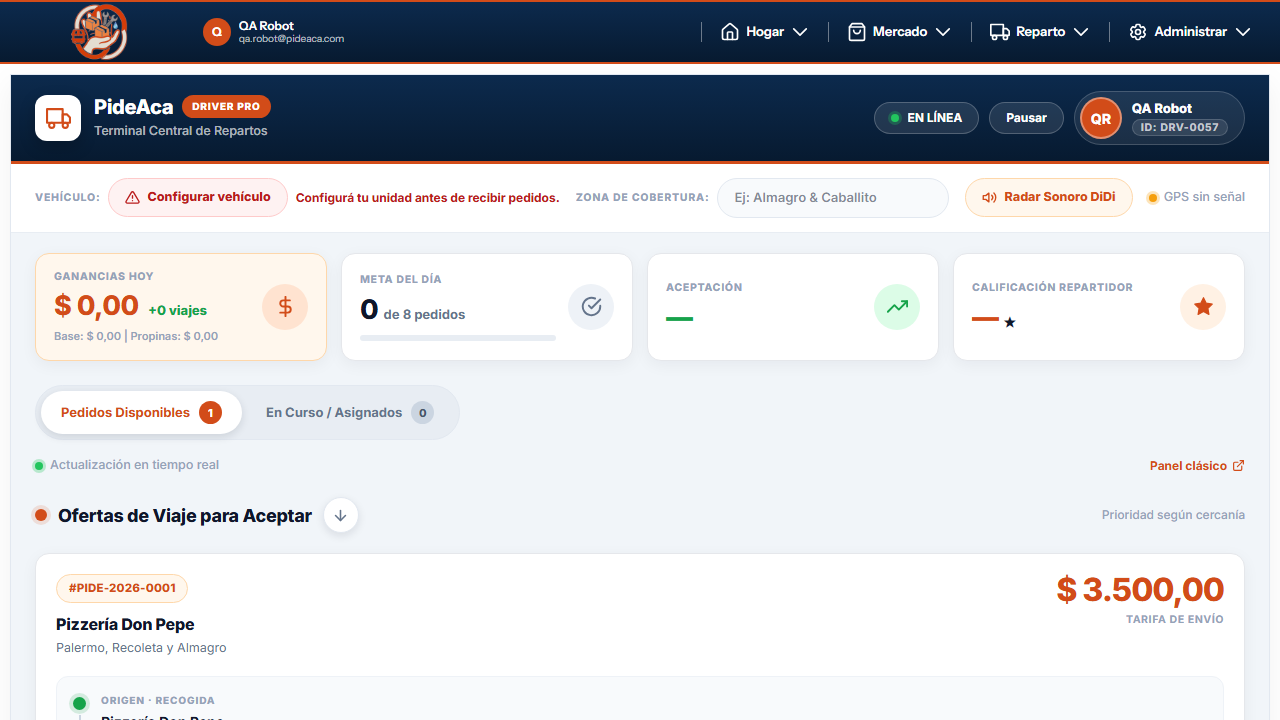 Q
QA Robot
qa.robot@pideaca.com
Hogar
Mercado
Reparto
Administrar
PideAca
DRIVER PRO
Terminal Central de Repartos
EN LÍNEA
Pausar
QR
QA Robot
ID: DRV-0057
VEHÍCULO:
Configurar vehículo
Configurá tu unidad antes de recibir pedidos.
ZONA DE COBERTURA:
Ej: Almagro & Caballito
Radar Sonoro DiDi
GPS sin señal
GANANCIAS HOY
$ 0,00 +0 viajes
Base: $ 0,00 | Propinas: $ 0,00
META DEL DÍA
0 de 8 pedidos
ACEPTACIÓN
—
CALIFICACIÓN REPARTIDOR
— ★
Pedidos Disponibles 1
En Curso / Asignados 0
Actualización en tiempo real
Panel clásico
Ofertas de Viaje para Aceptar
Prioridad según cercanía
#PIDE-2026-0001
$ 3.500,00
TARIFA DE ENVÍO
Pizzería Don Pepe
Palermo, Recoleta y Almagro
ORIGEN · RECOGIDA
Pizzería Don Pepe